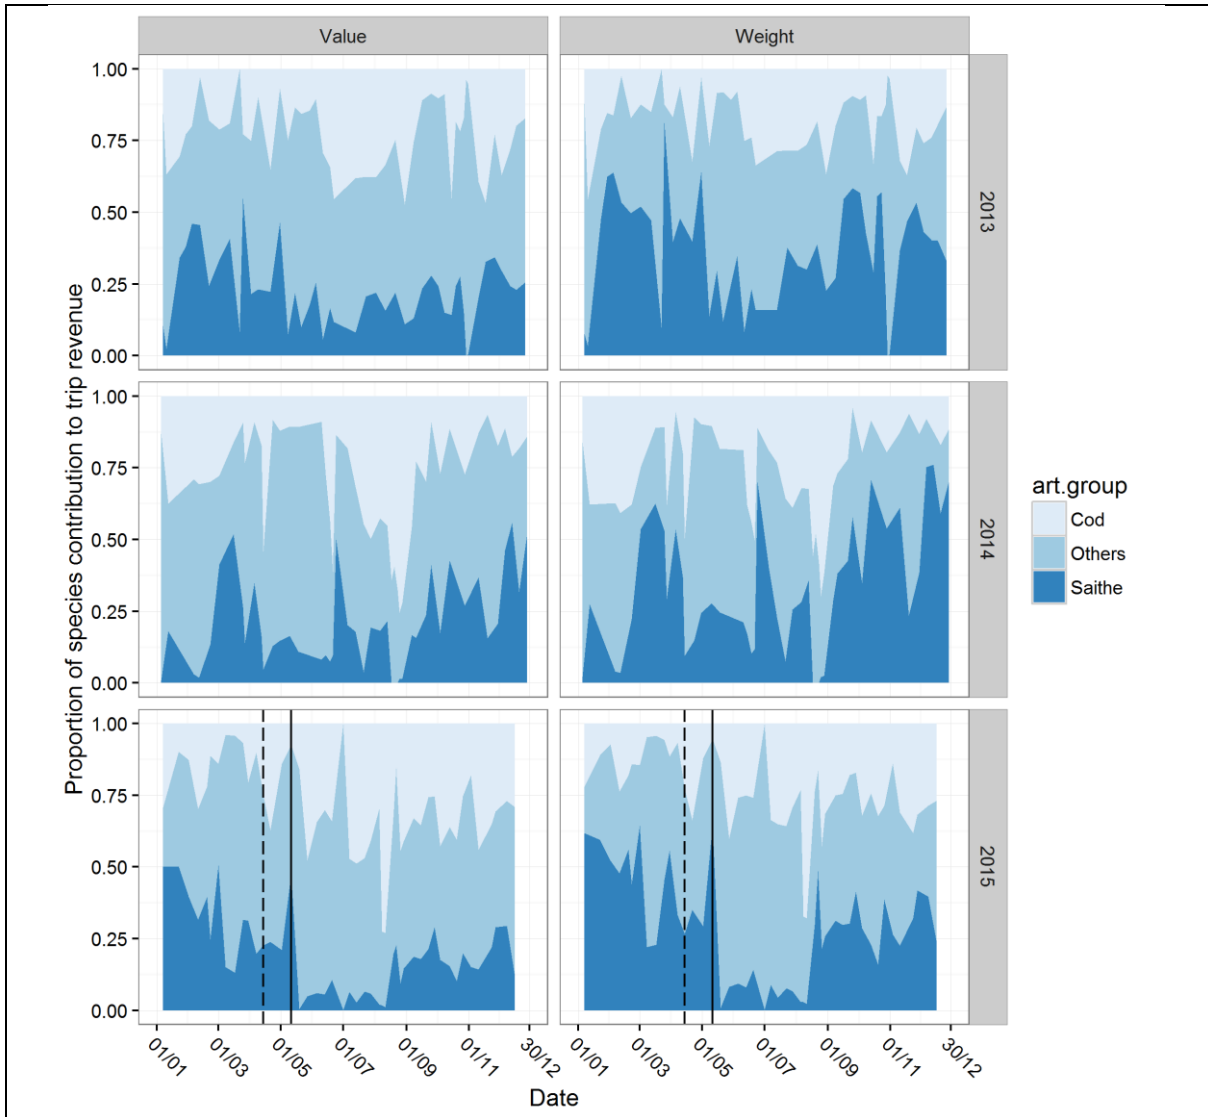 Value Weight
Proportion of species contribution to trip revenue
1.00
0.75
0.50
0.25
0.00
2013
1.00
0.75
0.50
0.25
0.00
2014
1.00
0.75
0.50
0.25
0.00
2015
01/01 01/03 01/05 01/07 01/09 01/11 30/12 01/01 01/03 01/05 01/07 01/09 01/11 30/12
Date
art.group
Cod
Others
Saithe